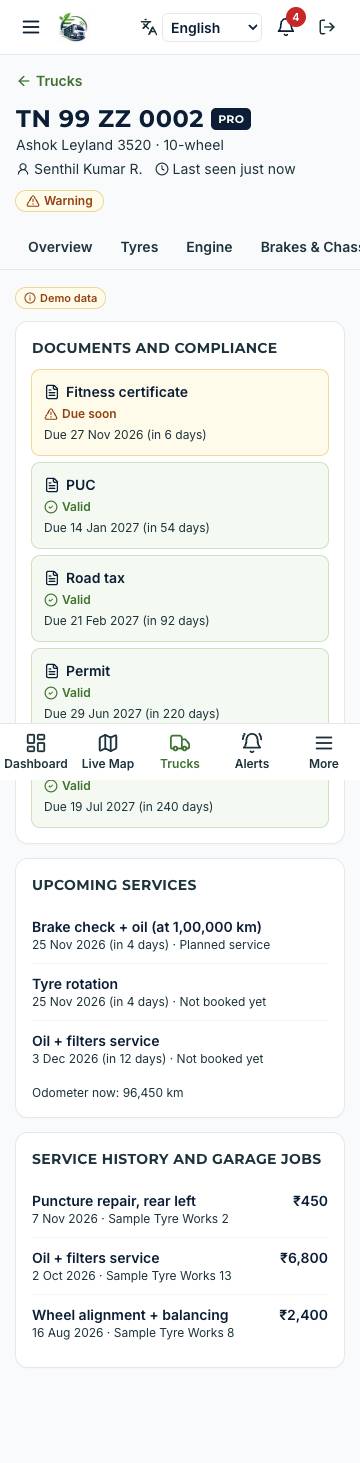 English
4
Trucks
TN 99 ZZ 0002 PRO
Ashok Leyland 3520 · 10-wheel
Senthil Kumar R. Last seen just now
Warning
Overview Tyres Engine Brakes & Chass
Demo data
DOCUMENTS AND COMPLIANCE
Fitness certificate
Due soon
Due 27 Nov 2026 (in 6 days)
PUC
Valid
Due 14 Jan 2027 (in 54 days)
Road tax
Valid
Due 21 Feb 2027 (in 92 days)
Permit
Valid
Due 29 Jun 2027 (in 220 days)
Dashboard Live Map Trucks Alerts More
Valid
Due 19 Jul 2027 (in 240 days)
UPCOMING SERVICES
Brake check + oil (at 1,00,000 km)
25 Nov 2026 (in 4 days) · Planned service
Tyre rotation
25 Nov 2026 (in 4 days) · Not booked yet
Oil + filters service
3 Dec 2026 (in 12 days) · Not booked yet
Odometer now: 96,450 km
SERVICE HISTORY AND GARAGE JOBS
Puncture repair, rear left ₹450
7 Nov 2026 · Sample Tyre Works 2
Oil + filters service ₹6,800
2 Oct 2026 · Sample Tyre Works 13
Wheel alignment + balancing ₹2,400
16 Aug 2026 · Sample Tyre Works 8